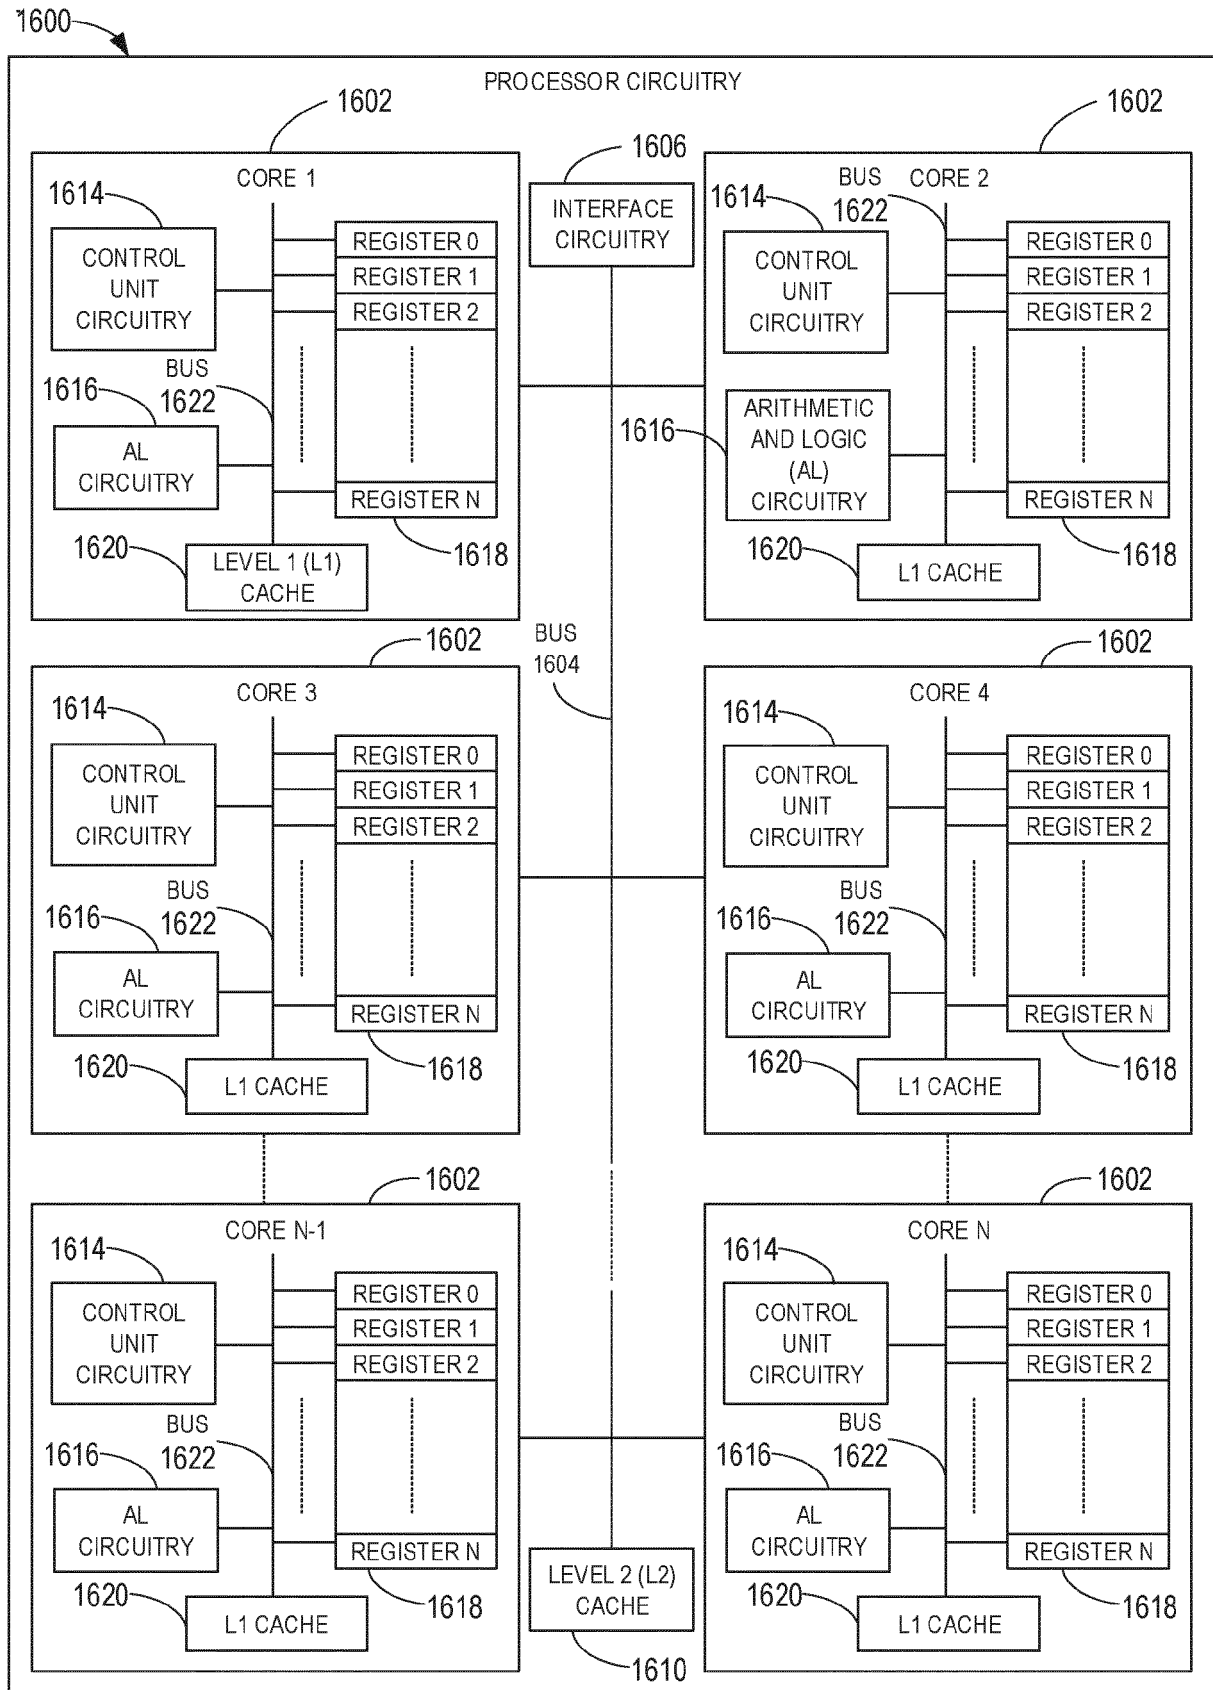 1600
PROCESSOR CIRCUITRY
1602
CORE 1
1614
CONTROL
UNIT
CIRCUITRY
REGISTER 0
REGISTER 1
REGISTER 2
BUS
1622
1616
AL
CIRCUITRY
REGISTER N
1618
1620
LEVEL 1 (L1)
CACHE
1606
INTERFACE
CIRCUITRY
1602
BUS
1622
CORE 2
1614
CONTROL
UNIT
CIRCUITRY
REGISTER 0
REGISTER 1
REGISTER 2
1616
ARITHMETIC
AND LOGIC
(AL)
CIRCUITRY
REGISTER N
1618
1620
L1 CACHE
BUS
1604
1602
CORE 3
1614
CONTROL
UNIT
CIRCUITRY
REGISTER 0
REGISTER 1
REGISTER 2
BUS
1622
1616
AL
CIRCUITRY
REGISTER N
1618
1620
L1 CACHE
1602
CORE 4
1614
CONTROL
UNIT
CIRCUITRY
REGISTER 0
REGISTER 1
REGISTER 2
BUS
1622
1616
AL
CIRCUITRY
REGISTER N
1618
1620
L1 CACHE
1602
CORE N-1
1614
CONTROL
UNIT
CIRCUITRY
REGISTER 0
REGISTER 1
REGISTER 2
BUS
1622
1616
AL
CIRCUITRY
REGISTER N
1618
1620
L1 CACHE
LEVEL 2 (L2)
CACHE
1610
1602
CORE N
1614
CONTROL
UNIT
CIRCUITRY
REGISTER 0
REGISTER 1
REGISTER 2
BUS
1622
1616
AL
CIRCUITRY
REGISTER N
1618
1620
L1 CACHE